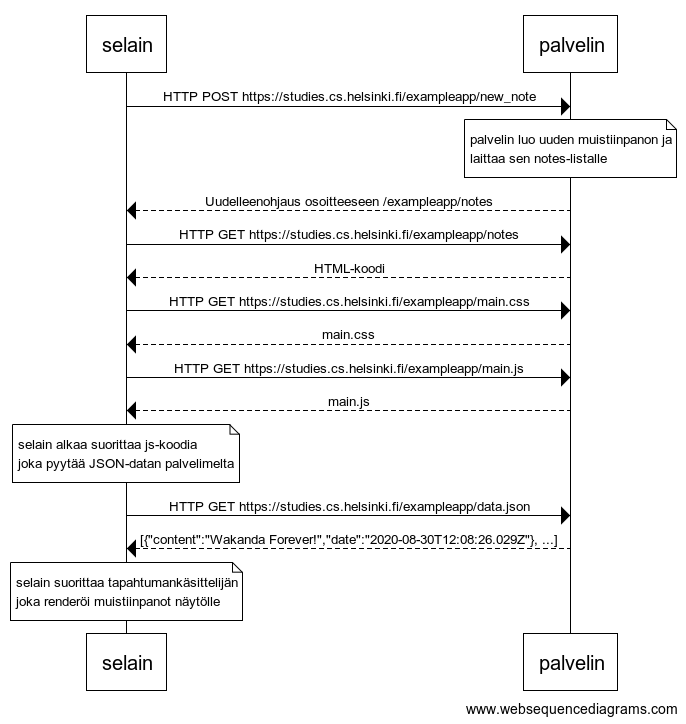 selain
palvelin
HTTP POST https://studies.cs.helsinki.fi/exampleapp/new_note
palvelin luo uuden muistiinpanon ja
laittaa sen notes-listalle
Uudelleenohjaus osoitteeseen /exampleapp/notes
HTTP GET https://studies.cs.helsinki.fi/exampleapp/notes
HTML-koodi
HTTP GET https://studies.cs.helsinki.fi/exampleapp/main.css
main.css
HTTP GET https://studies.cs.helsinki.fi/exampleapp/main.js
main.js
selain alkaa suorittaa js-koodia
joka pyytää JSON-datan palvelimelta
HTTP GET https://studies.cs.helsinki.fi/exampleapp/data.json
[{"content":"Wakanda Forever!","date":"2020-08-30T12:08:26.029Z"}, ...]
selain suorittaa tapahtumankäsittelijän
joka renderöi muistiinpanot näytölle
selain
palvelin
www.websequencediagrams.com